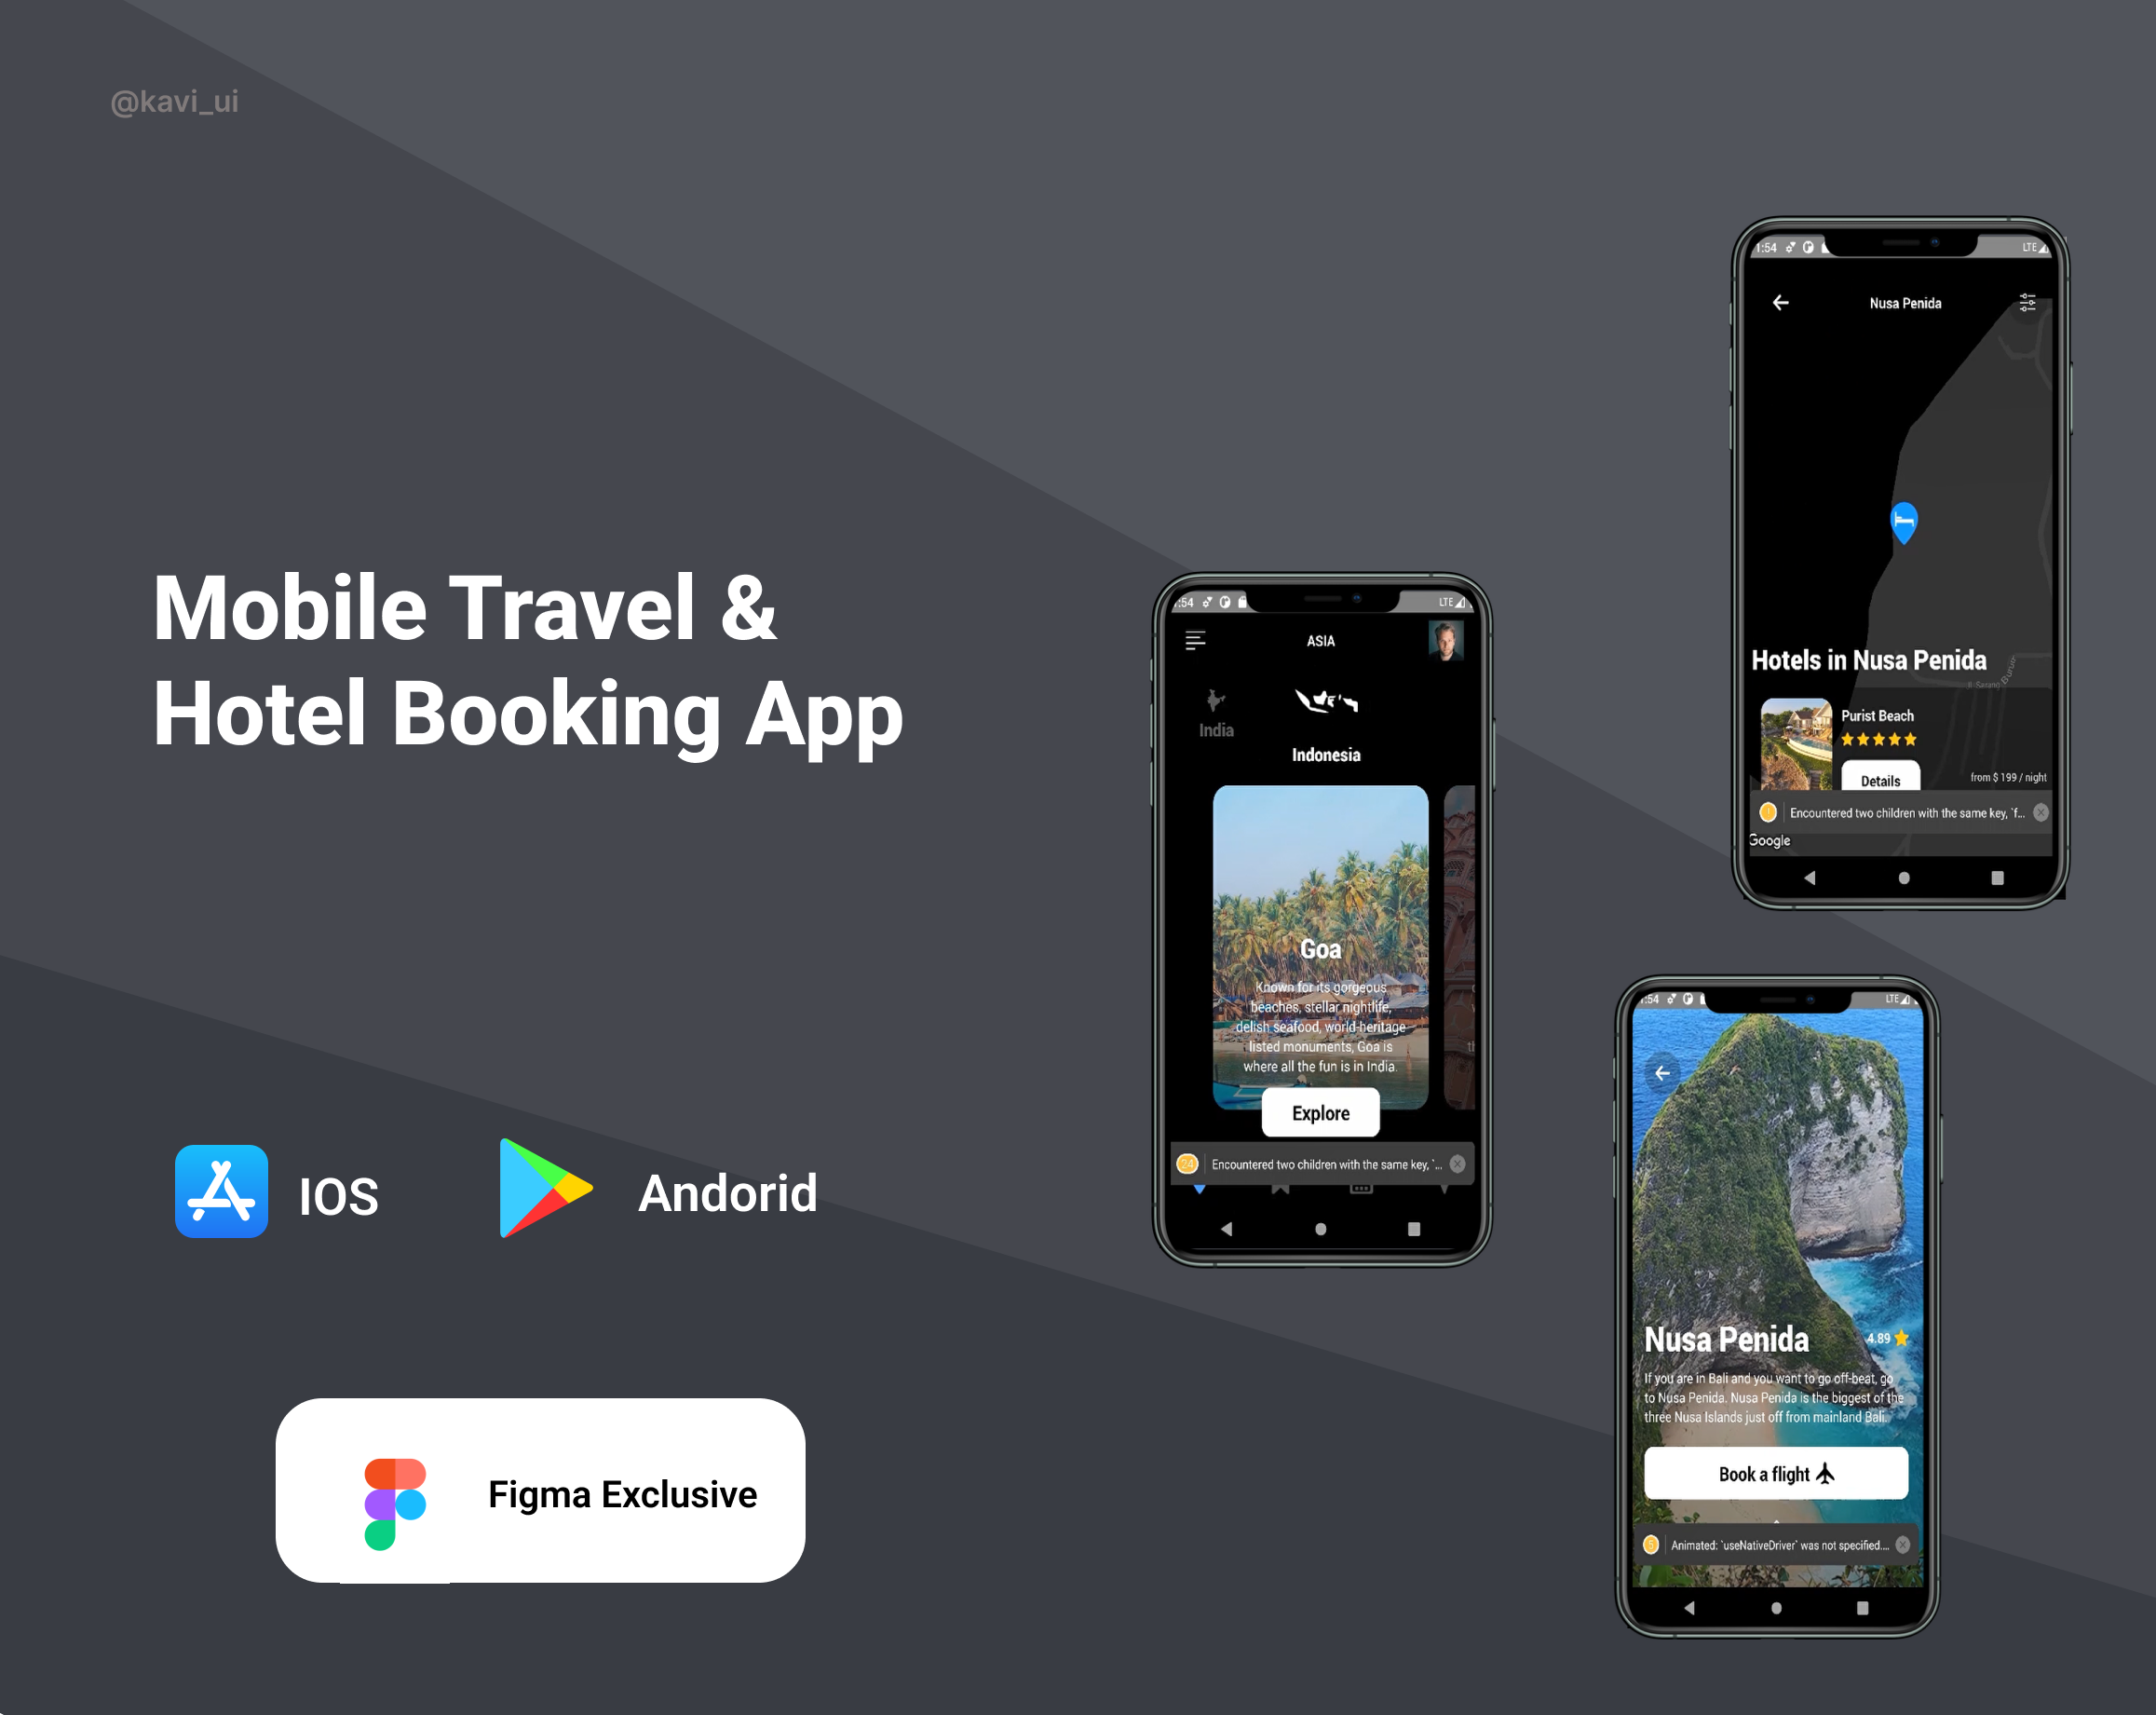 @kavi_ui
Mobile Travel &
Hotel Booking App
IOS
Andorid
Figma Exclusive
:54
LTE
ASIA
India
Indonesia
Goa
Known for its gorgeous
beaches, stellar nightlife,
delish seafood, world-heritage
listed monuments, Goa is
where all the fun is in India.
Explore
24
Encountered two children with the same key, `...
1:54
LTE
Nusa Penida
Hotels in Nusa Penida
Purist Beach
Details
from $ 199 / night
!
Encountered two children with the same key, `f...
Google
:54
LTE
Nusa Penida
4.89
If you are in Bali and you want to go off-beat, go
to Nusa Penida. Nusa Penida is the biggest of the
three Nusa Islands just off from mainland Bali.
Book a flight
Animated: `useNativeDriver` was not specified....